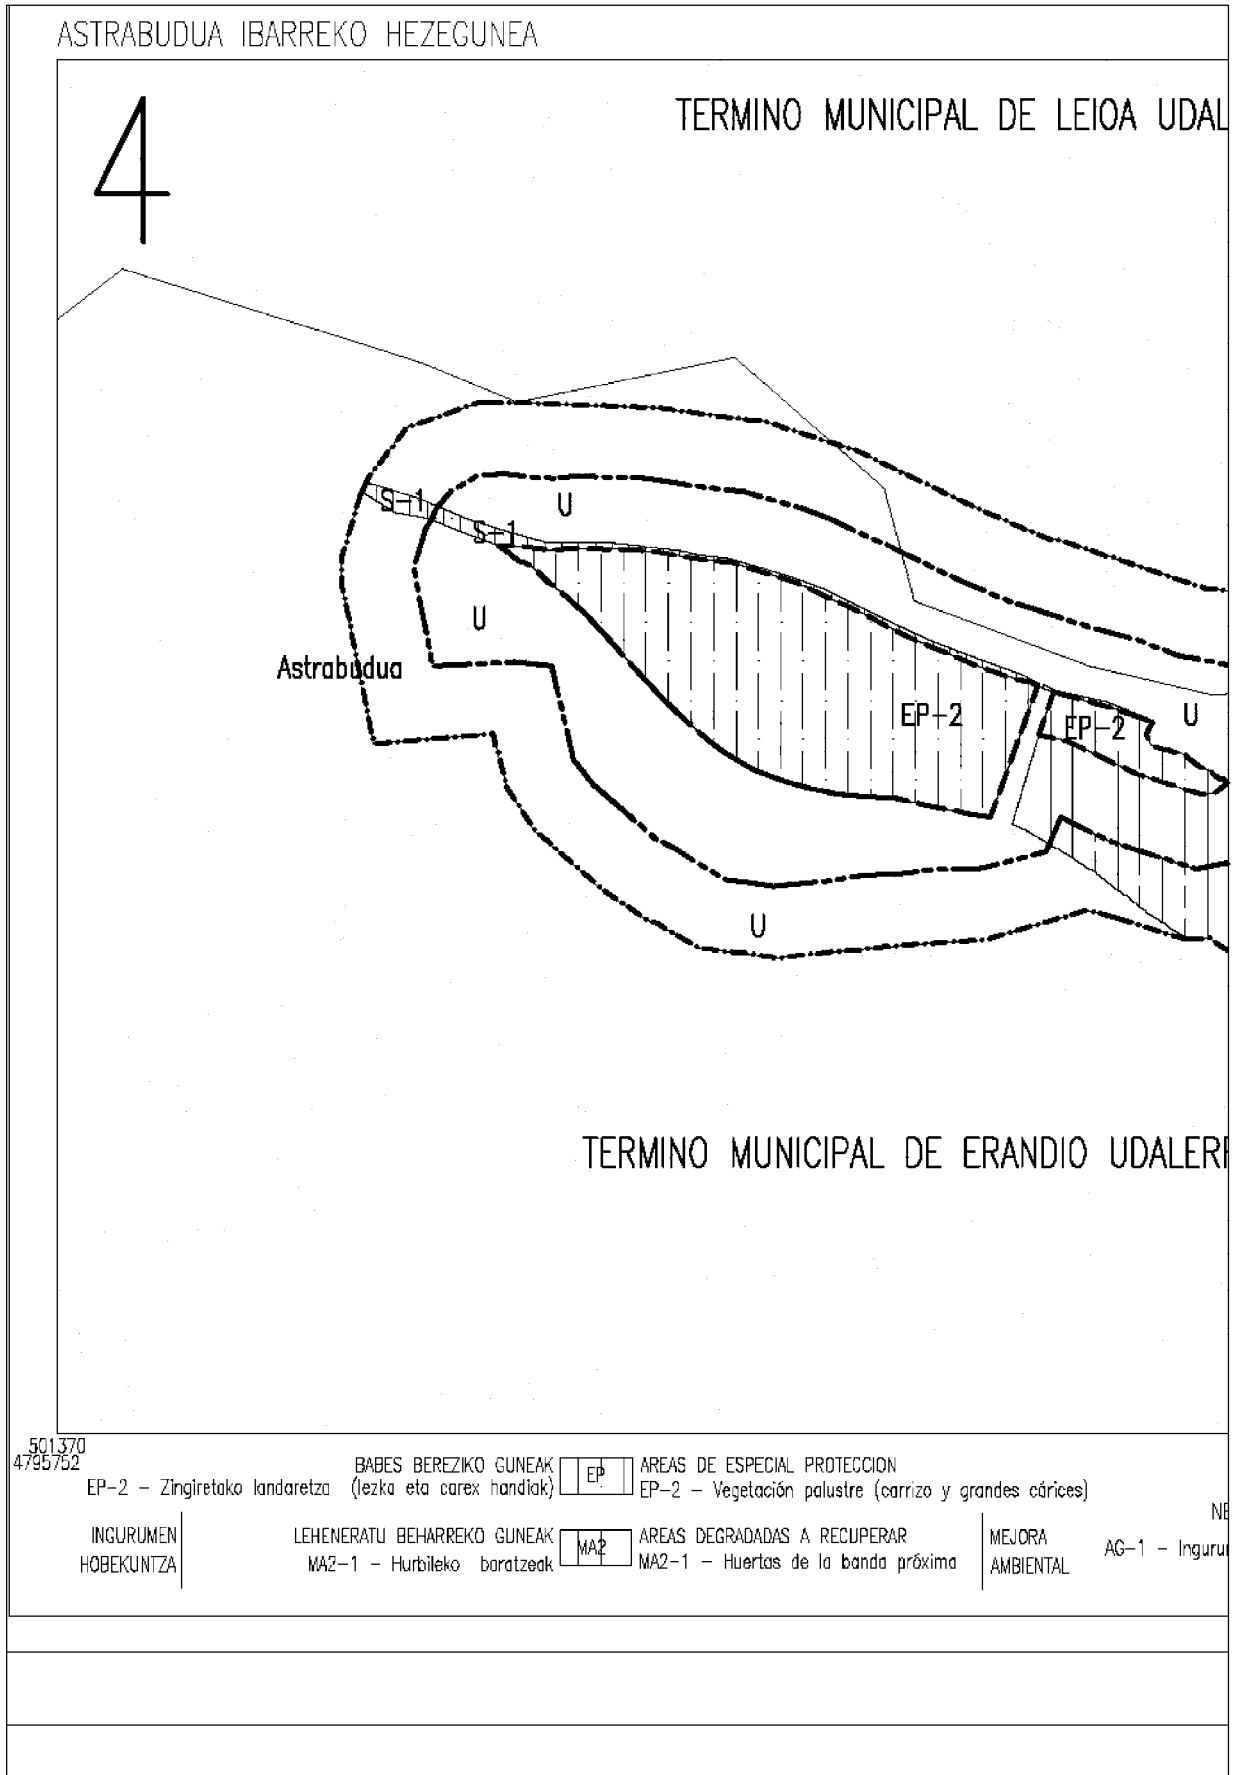 ASTRABUDUA IBARREKO HEZEGUNEA
4
TERMINO MUNICIPAL DE LEIOA UDAL
S-1
S-1
U
U
Astrabudua
EP-2
EP-2
U
U
TERMINO MUNICIPAL DE ERANDIO UDALER
501370
4795752
BABES BEREZIKO GUNEAK
EP-2 - Zingiretako landaretza (lezka eta carex handiak)
EP
AREAS DE ESPECIAL PROTECCION
EP-2 - Vegetación palustre (carrizo y grandes cárices)
INGURUMEN
HOBEKUNTZA
LEHENERATU BEHARREKO GUNEAK
MA2-1 - Hurbileko baratzeak
MA2
AREAS DEGRADADAS A RECUPERAR
MA2-1 - Huertas de la banda próxima
MEJORA
AMBIENTAL
NE
AG-1 - Inguru